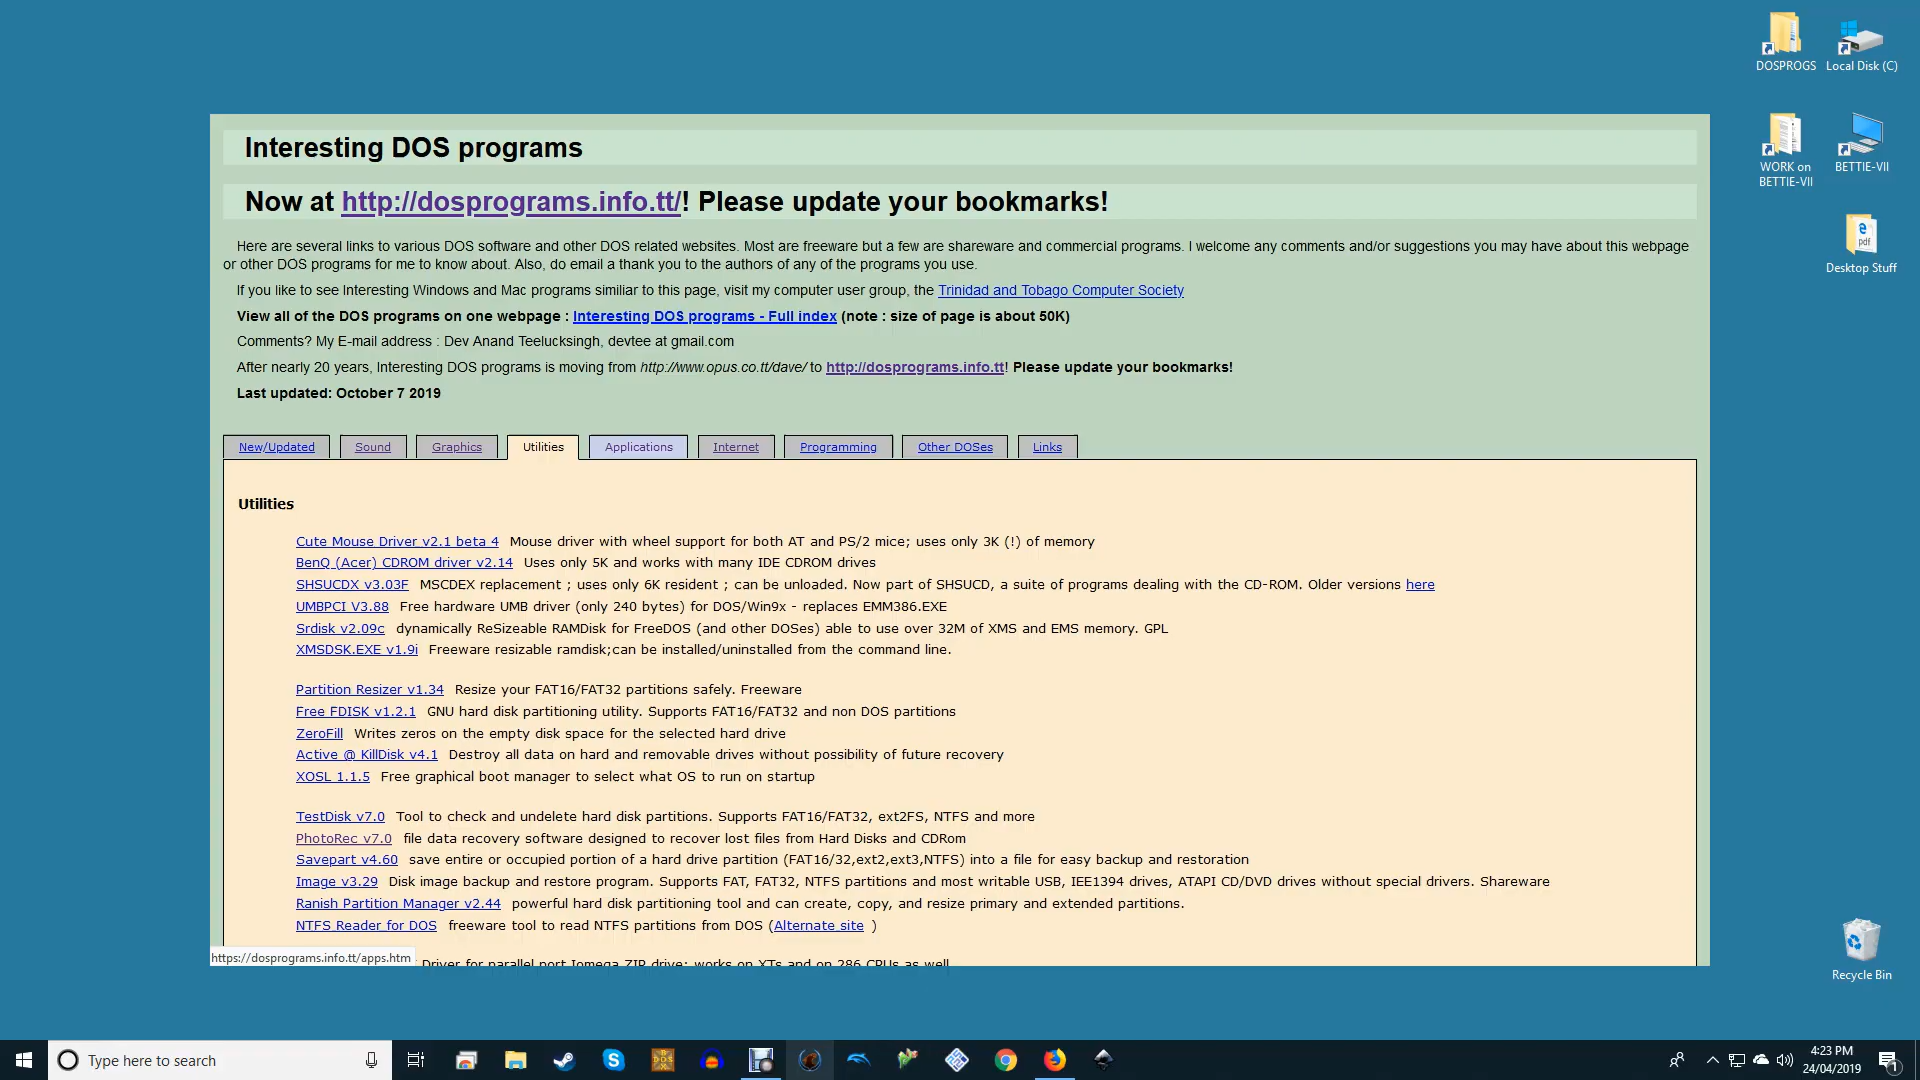 Interesting DOS programs
Now at http://dosprograms.info.tt/! Please update your bookmarks!
Here are several links to various DOS software and other DOS related websites. Most are freeware but a few are shareware and commercial programs. I welcome any comments and/or suggestions you may have about this webpage
or other DOS programs for me to know about. Also, do email a thank you to the authors of any of the programs you use.
If you like to see Interesting Windows and Mac programs similiar to this page, visit my computer user group, the Trinidad and Tobago Computer Society
View all of the DOS programs on one webpage : Interesting DOS programs - Full index (note : size of page is about 50K)
Comments? My E-mail address : Dev Anand Teelucksingh, devtee at gmail.com
After nearly 20 years, Interesting DOS programs is moving from http://www.opus.co.tt/dave/ to http://dosprograms.info.tt! Please update your bookmarks!
Last updated: October 7 2019
New/Updated Sound Graphics Utilities Applications Internet Programming Other DOSes Links
Utilities
Cute Mouse Driver v2.1 beta 4 Mouse driver with wheel support for both AT and PS/2 mice; uses only 3K (!) of memory
BenQ (Acer) CDROM driver v2.14 Uses only 5K and works with many IDE CDROM drives
SHSUCDX v3.03F MSCDEX replacement ; uses only 6K resident ; can be unloaded. Now part of SHSUCD, a suite of programs dealing with the CD-ROM. Older versions here
UMBPCI V3.88 Free hardware UMB driver (only 240 bytes) for DOS/Win9x - replaces EMM386.EXE
Srdisk v2.09c dynamically ReSizeable RAMDisk for FreeDOS (and other DOSes) able to use over 32M of XMS and EMS memory. GPL
XMSDSK.EXE v1.9i Freeware resizable ramdisk;can be installed/uninstalled from the command line.
Partition Resizer v1.34 Resize your FAT16/FAT32 partitions safely. Freeware
Free FDISK v1.2.1 GNU hard disk partitioning utility. Supports FAT16/FAT32 and non DOS partitions
ZeroFill Writes zeros on the empty disk space for the selected hard drive
Active @ KillDisk v4.1 Destroy all data on hard and removable drives without possibility of future recovery
XOSL 1.1.5 Free graphical boot manager to select what OS to run on startup
TestDisk v7.0 Tool to check and undelete hard disk partitions. Supports FAT16/FAT32, ext2FS, NTFS and more
PhotoRec v7.0 file data recovery software designed to recover lost files from Hard Disks and CDRom
Savepart v4.60 save entire or occupied portion of a hard drive partition (FAT16/32,ext2,ext3,NTFS) into a file for easy backup and restoration
Image v3.29 Disk image backup and restore program. Supports FAT, FAT32, NTFS partitions and most writable USB, IEE1394 drives, ATAPI CD/DVD drives without special drivers. Shareware
Ranish Partition Manager v2.44 powerful hard disk partitioning tool and can create, copy, and resize primary and extended partitions.
NTFS Reader for DOS freeware tool to read NTFS partitions from DOS (Alternate site )
https://dosprograms.info.tt/apps.htm
Driver for parallel port Iomega ZIP drive; works on XTs and on 286 CPUs as well
DOSPROGS
Local Disk (C)
WORK on
BETTIE-VII
BETTIE-VII
pdf
Desktop Stuff
Recycle Bin
Type here to search
DOS
4:23 PM
24/04/2019
1